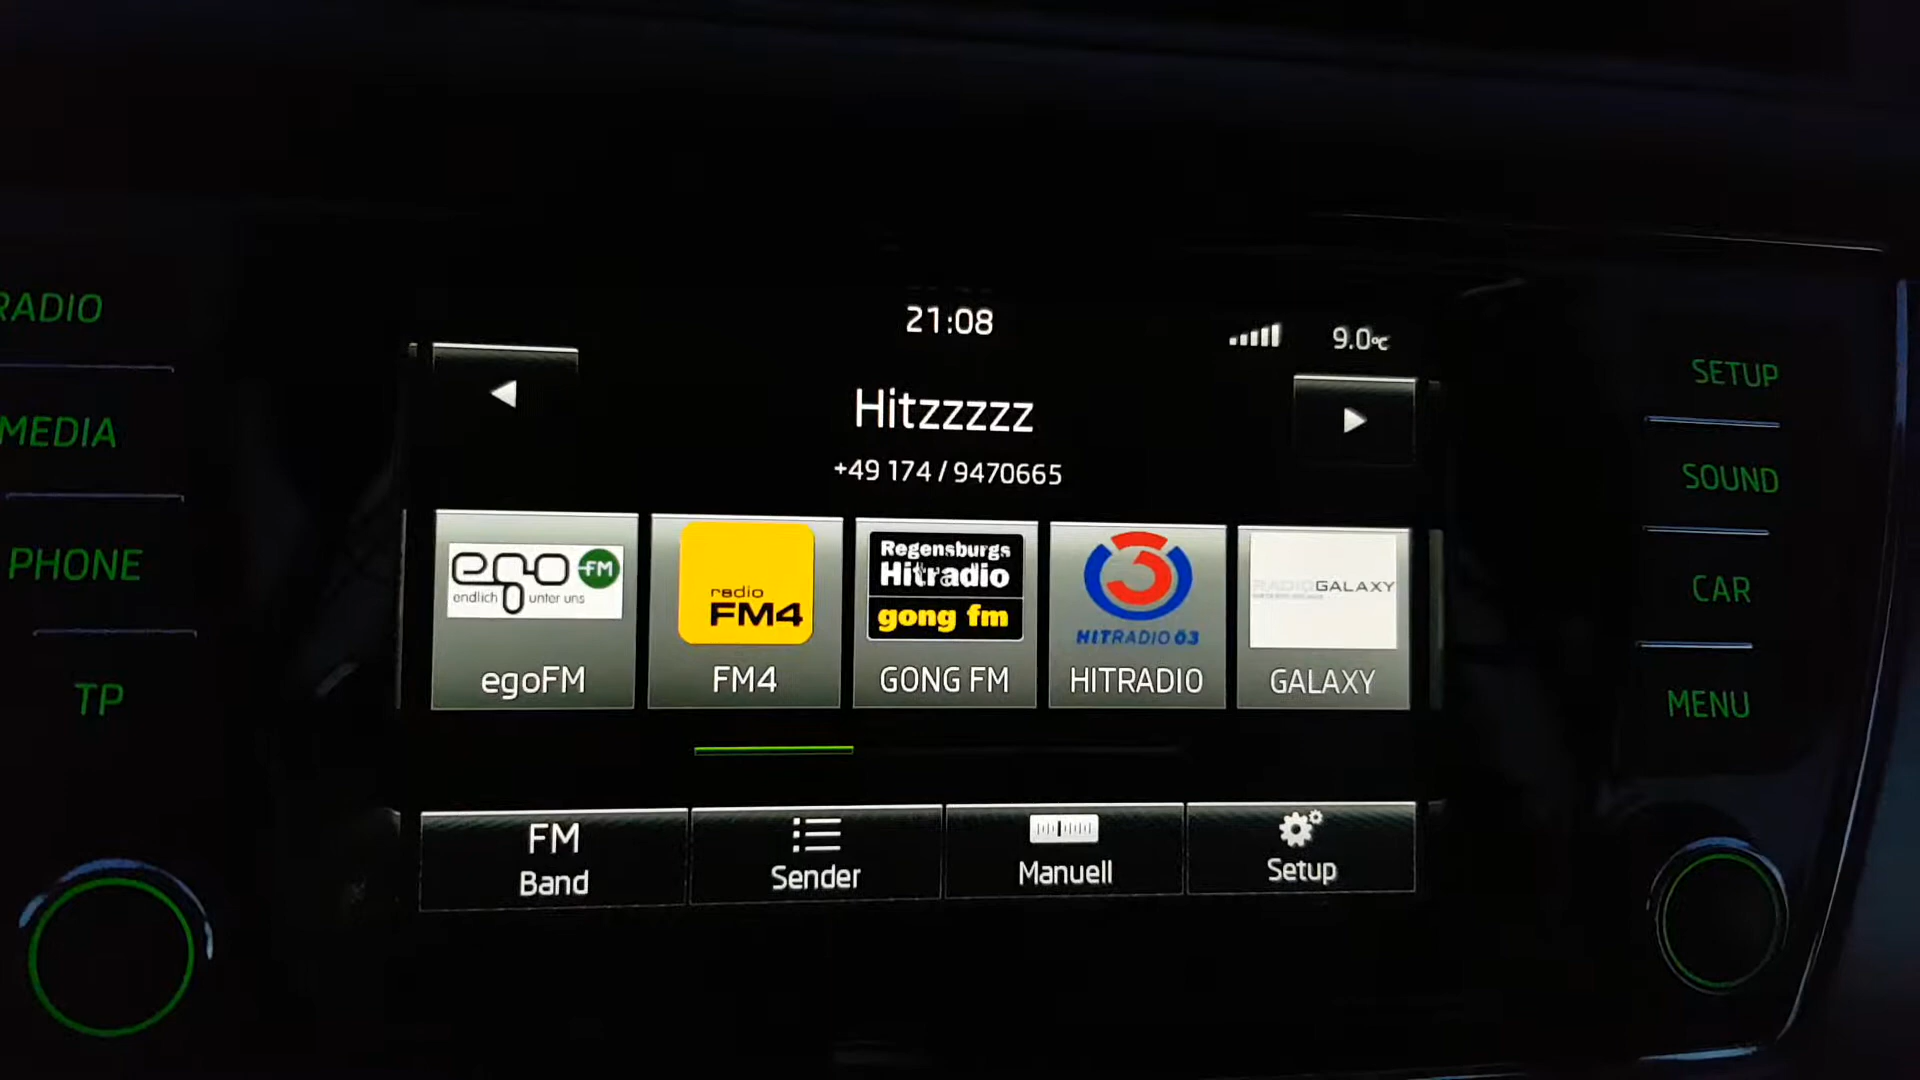 RADIO
MEDIA
PHONE
TP
21:08
9.0°C
Hitzzzzz
+49 174 / 9470665
ego FM
endlich unter uns
egoFM
radio
FM4
FM4
Regensburgs
Hitradio
gong fm
GONG FM
3
HITRADIO Ö3
HITRADIO
RADIO GALAXY
GALAXY
FM
Band
Sender
Manuell
Setup
SETUP
SOUND
CAR
MENU